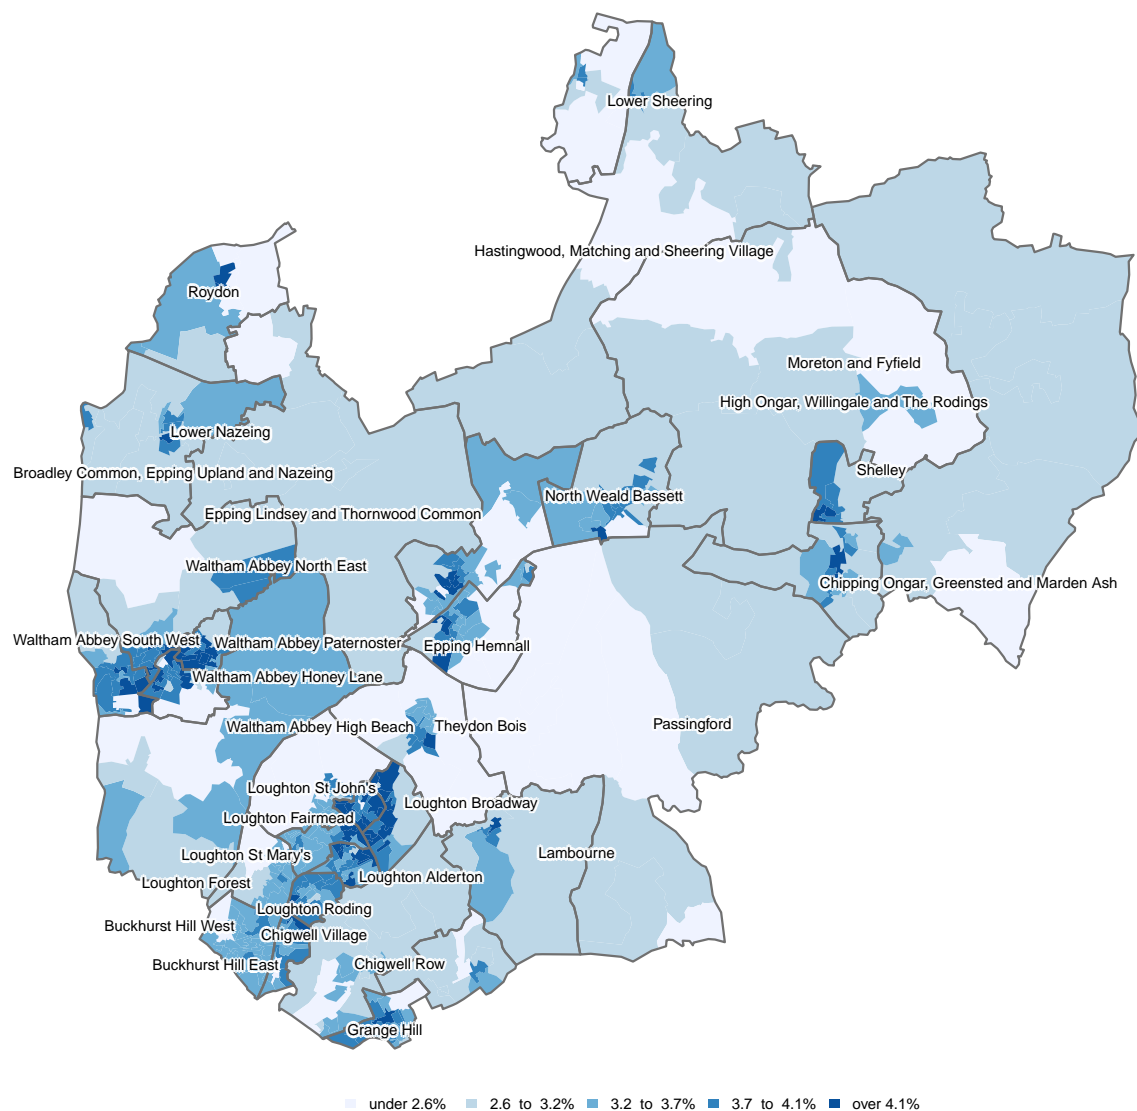 Lower Sheering
Hastingwood, Matching and Sheering Village
Roydon
Moreton and Fyfield
High Ongar, Willingale and The Rodings
Lower Nazeing
Broadley Common, Epping Upland and Nazeing
Shelley
North Weald Bassett
Epping Lindsey and Thornwood Common
Waltham Abbey North East
Chipping Ongar, Greensted and Marden Ash
Waltham Abbey South West
Waltham Abbey Paternoster
Epping Hemnall
Waltham Abbey Honey Lane
Waltham Abbey High Beach
Theydon Bois
Passingford
Loughton St John's
Loughton Broadway
Loughton Fairmead
Loughton St Mary's
Lambourne
Loughton Forest
Loughton Alderton
Loughton Roding
Buckhurst Hill West
Chigwell Village
Buckhurst Hill East
Chigwell Row
Grange Hill
under 2.6% 2.6 to 3.2% 3.2 to 3.7% 3.7 to 4.1% over 4.1%